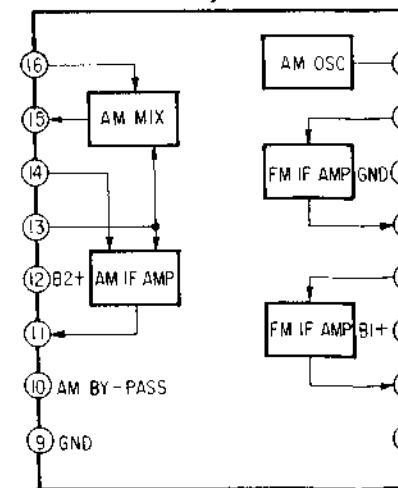 16
AM OSC
15
AM MIX
14
FM IF AMP GND
13
12 B2+ AM IF AMP
11
FM IF AMP B1+
10 AM BY-PASS
9 GND